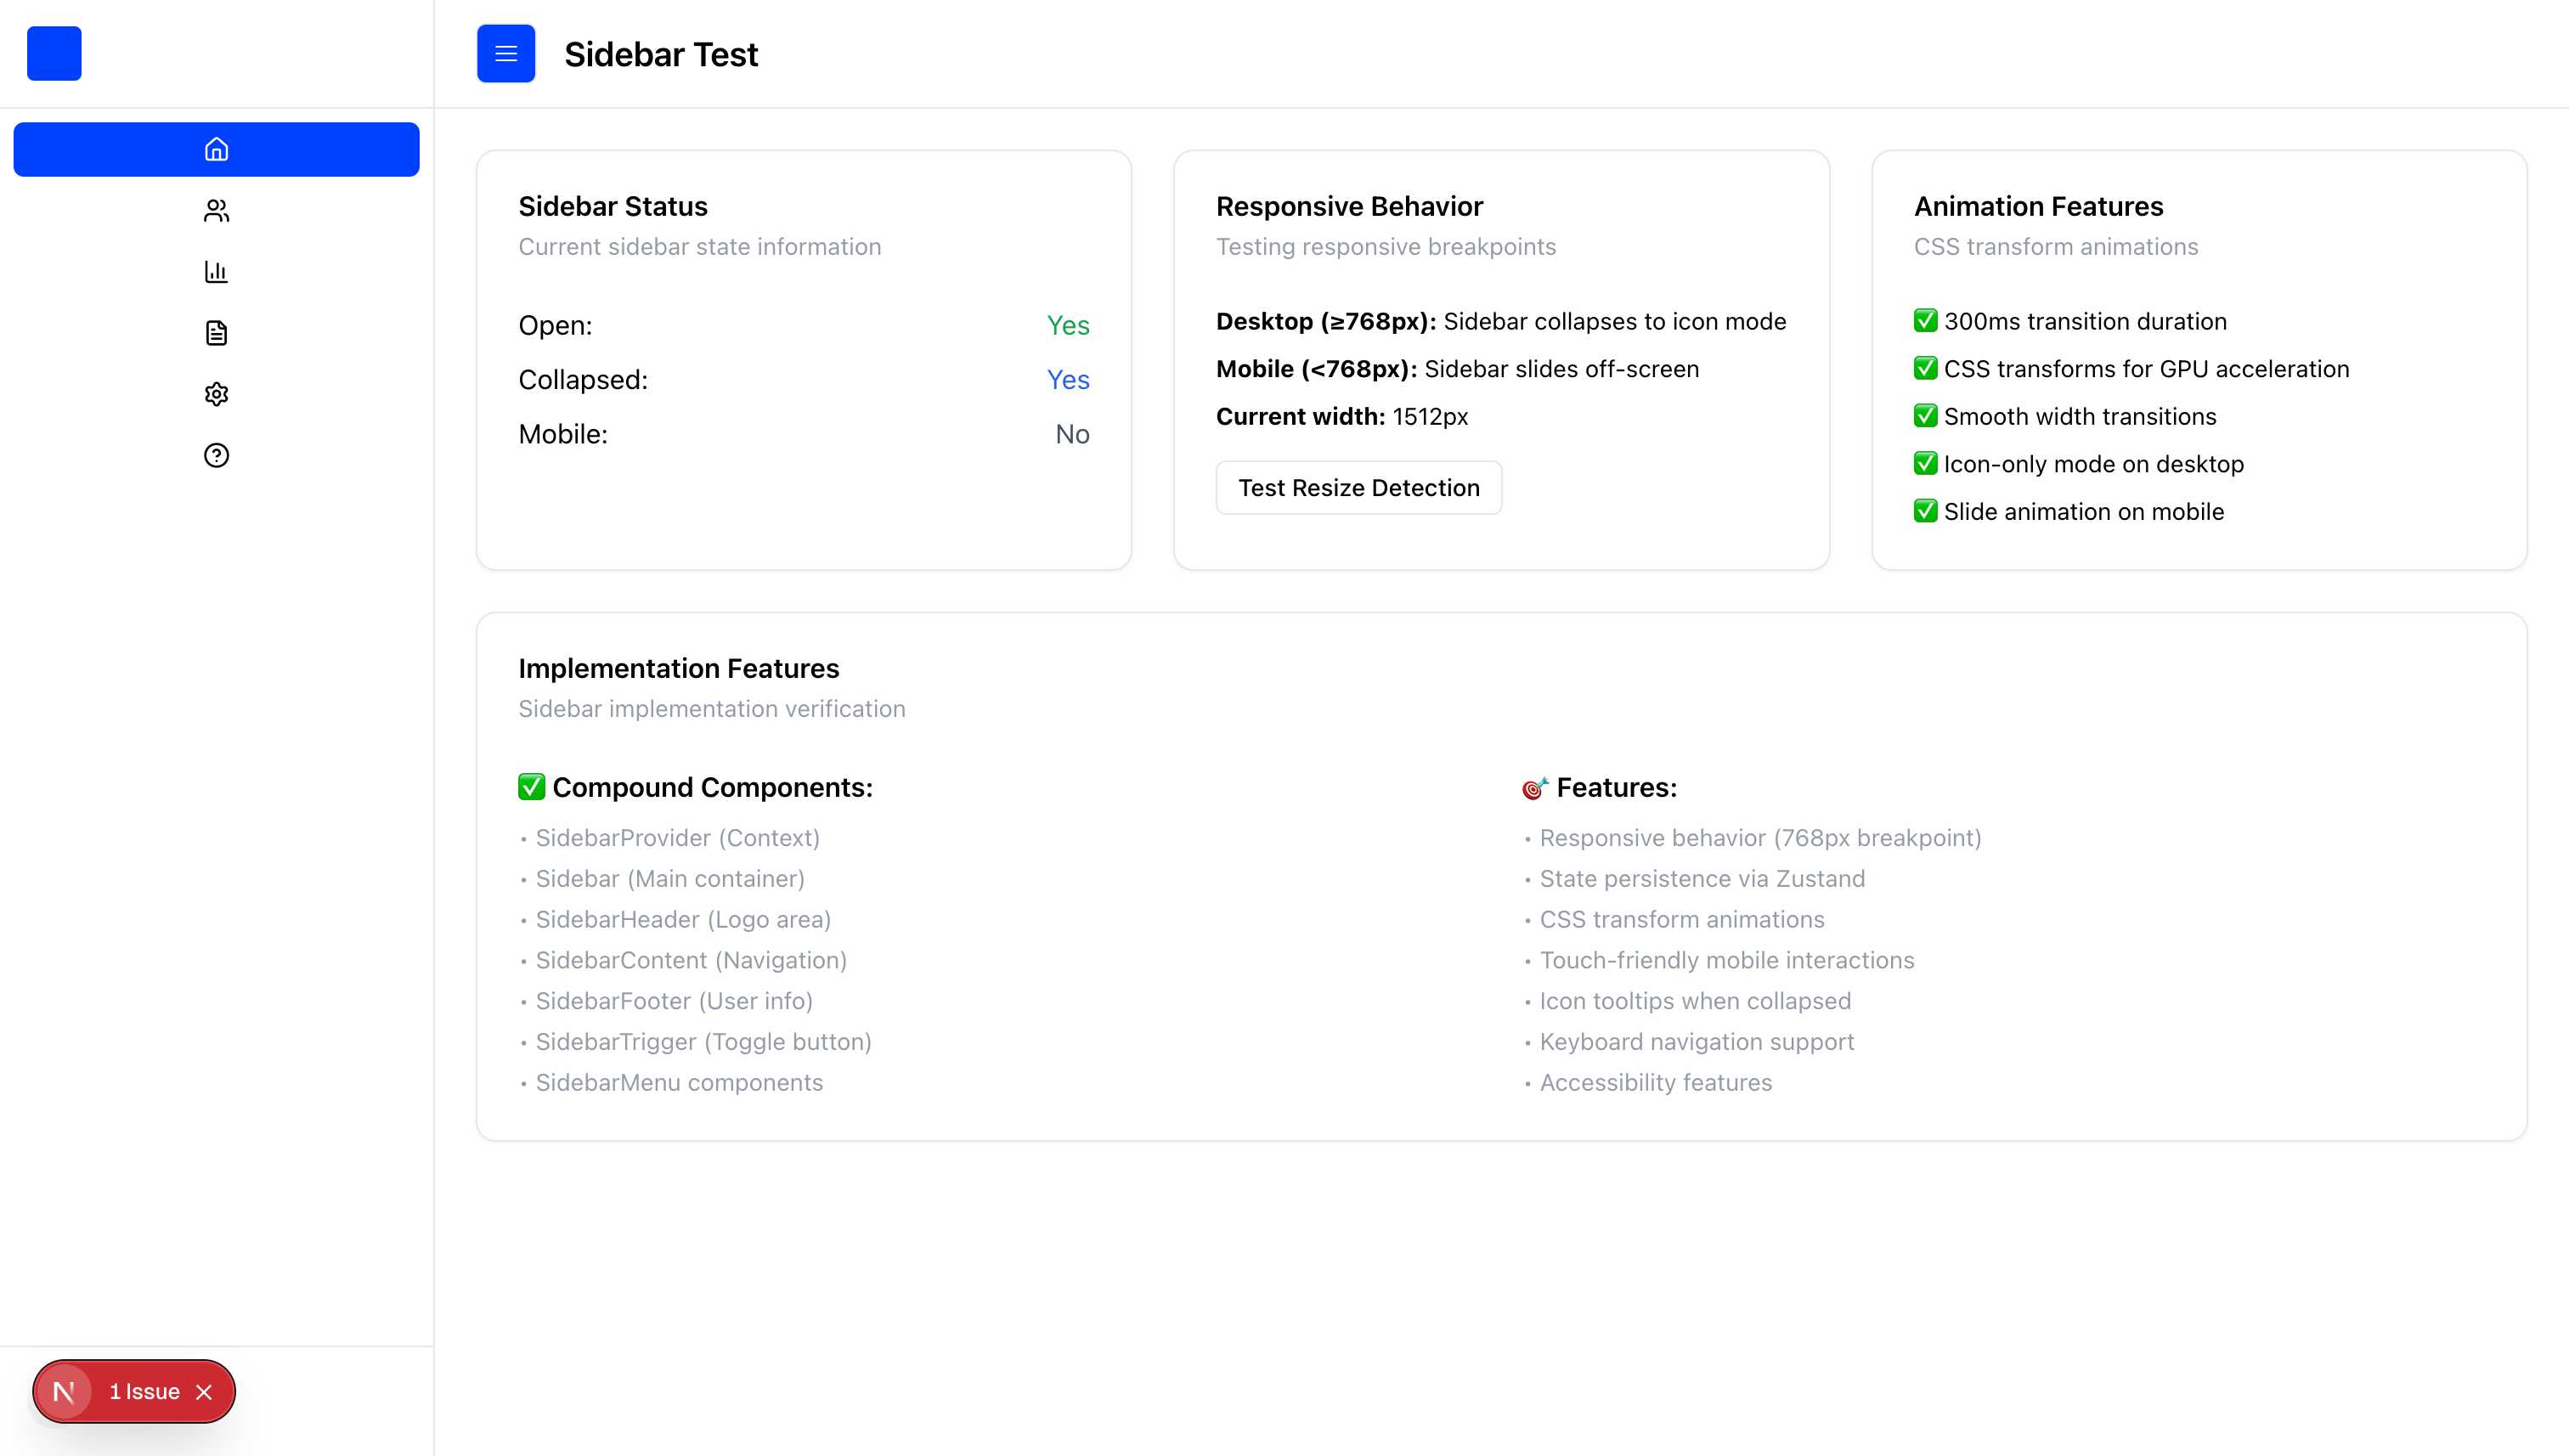 Sidebar Test
Sidebar Status
Current sidebar state information
Open: Yes
Collapsed: Yes
Mobile: No
Responsive Behavior
Testing responsive breakpoints
Desktop (≥768px): Sidebar collapses to icon mode
Mobile (<768px): Sidebar slides off-screen
Current width: 1512px
Test Resize Detection
Animation Features
CSS transform animations
✅ 300ms transition duration
✅ CSS transforms for GPU acceleration
✅ Smooth width transitions
✅ Icon-only mode on desktop
✅ Slide animation on mobile
Implementation Features
Sidebar implementation verification
✅ Compound Components:
• SidebarProvider (Context)
• Sidebar (Main container)
• SidebarHeader (Logo area)
• SidebarContent (Navigation)
• SidebarFooter (User info)
• SidebarTrigger (Toggle button)
• SidebarMenu components
🎯 Features:
• Responsive behavior (768px breakpoint)
• State persistence via Zustand
• CSS transform animations
• Touch-friendly mobile interactions
• Icon tooltips when collapsed
• Keyboard navigation support
• Accessibility features
N 1 Issue